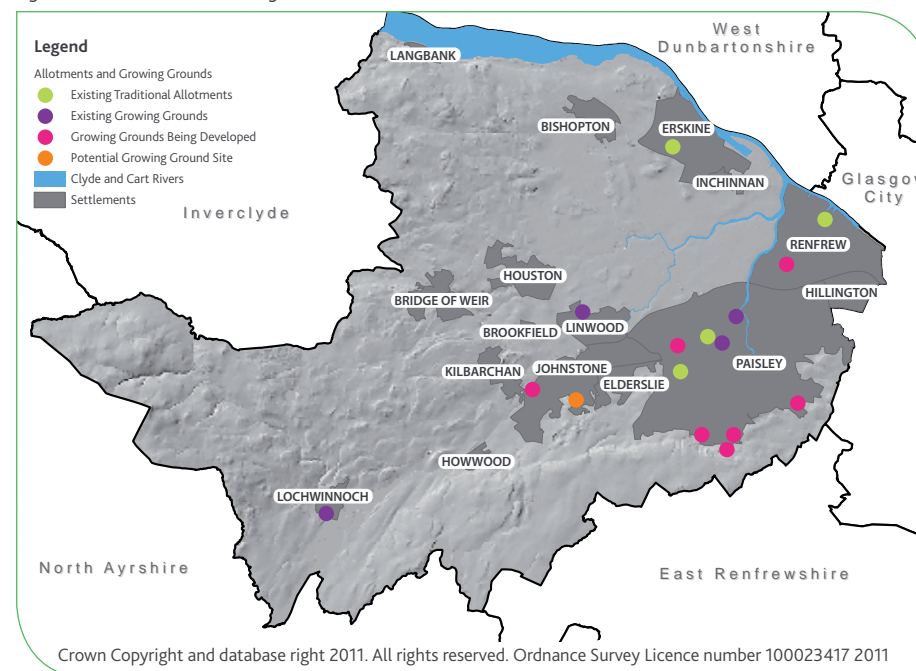 Legend
Allotments and Growing Grounds
Existing Traditional Allotments
Existing Growing Grounds
Growing Grounds Being Developed
Potential Growing Ground Site
Clyde and Cart Rivers
Settlements
West
Dunbartonshire
LANGBANK
BISHOPTON
ERSKINE
INCHINNAN
Glasgow
City
Inverclyde
RENFREW
HOUSTON
BRIDGE OF WEIR
HILLINGTON
BROOKFIELD
LINWOOD
PAISLEY
KILBARCHAN
JOHNSTONE
ELDERSLIE
HOWWOOD
LOCHWINNOCH
North Ayrshire
East Renfrewshire
Crown Copyright and database right 2011. All rights reserved. Ordnance Survey Licence number 100023417 2011